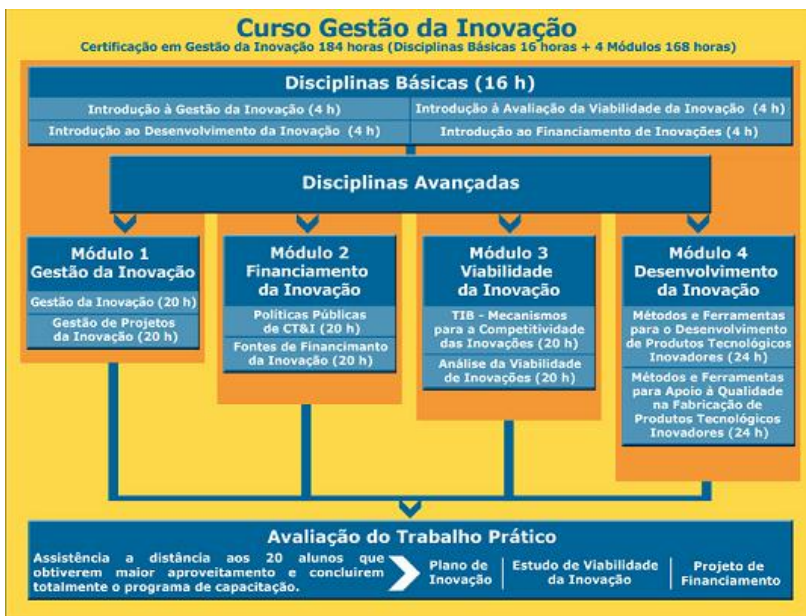 Curso Gestão da Inovação
Certificação em Gestão da Inovação 184 horas (Disciplinas Básicas 16 horas + 4 Módulos 168 horas)
Disciplinas Básicas (16 h)
Introdução à Gestão da Inovação (4 h)
Introdução à Avaliação da Viabilidade da Inovação (4 h)
Introdução ao Desenvolvimento da Inovação (4 h)
Introdução ao Financiamento de Inovações (4 h)
Disciplinas Avançadas
Módulo 1
Gestão da Inovação
Gestão da Inovação (20 h)
Gestão de Projetos
da Inovação (20 h)
Módulo 2
Financiamento
da Inovação
Políticas Públicas
de CT&I (20 h)
Fontes de Financimanto
da Inovação (20 h)
Módulo 3
Viabilidade
da Inovação
TIB - Mecanismos
para a Competitividade
das Inovações (20 h)
Análise da Viabilidade
de Inovações (20 h)
Módulo 4
Desenvolvimento
da Inovação
Métodos e Ferramentas
para o Desenvolvimento
de Produtos Tecnológicos
Inovadores (24 h)
Métodos e Ferramentas
para Apoio à Qualidade
na Fabricação de
Produtos Tecnológicos
Inovadores (24 h)
Avaliação do Trabalho Prático
Assistência a distância aos 20 alunos que
obtiverem maior aproveitamento e concluirem
totalmente o programa de capacitação.
Plano de
Inovação
Estudo de Viabilidade
da Inovação
Projeto de
Financiamento